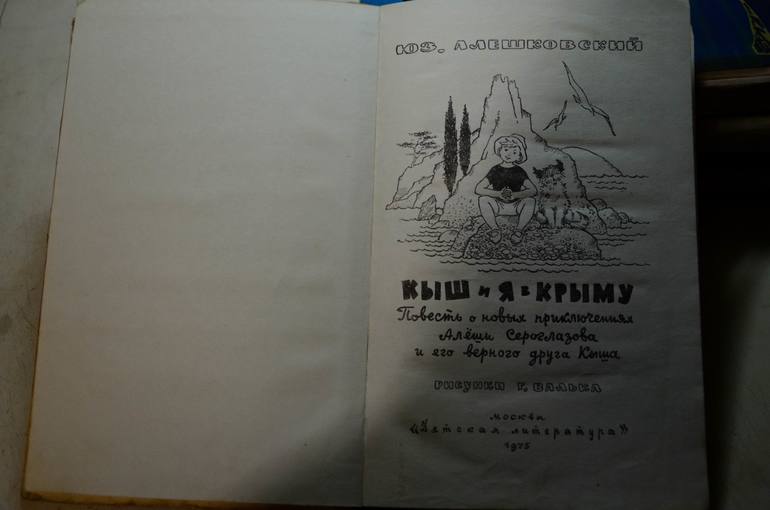 ЮЗ. АЛЕШКОВСКИЙ
КЫШ и Я в КРЫМУ
Повесть о новых приключениях
Алёши Сероглазова
и его верного друга Кыша
РИСУНКИ Г. ВАЛЬКА
МОСКВА
«Детская литература»
1975